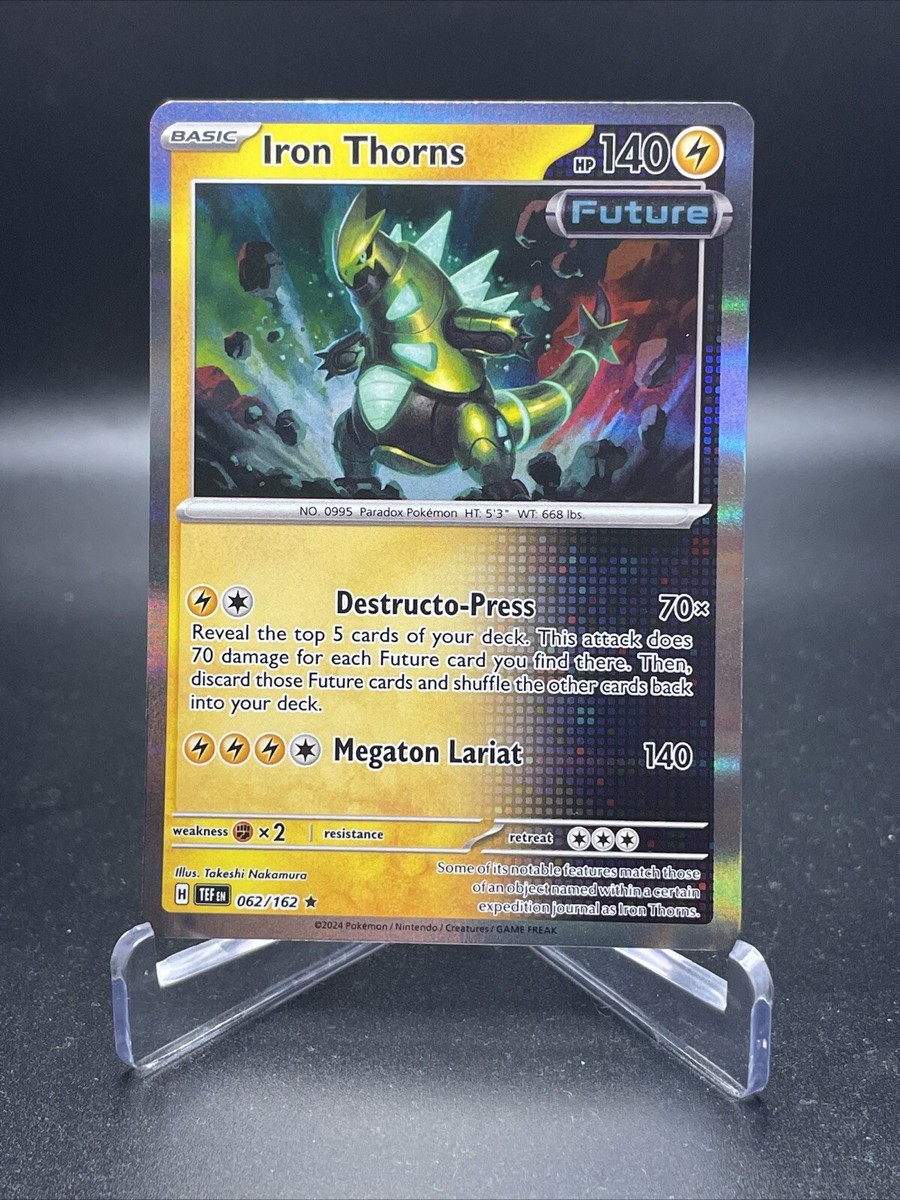 BASIC Iron Thorns HP 140
Future
NO. 0995 Paradox Pokémon HT: 5'3" WT: 668 lbs.
Destructo-Press 70×
Reveal the top 5 cards of your deck. This attack does
70 damage for each Future card you find there. Then,
discard those Future cards and shuffle the other cards back
into your deck.
Megaton Lariat 140
weakness ×2 resistance retreat
Illus. Takeshi Nakamura
H TEF EN 062/162
Some of its notable features match those
of an object named within a certain
expedition journal as Iron Thorns.
©2024 Pokémon / Nintendo / Creatures / GAME FREAK